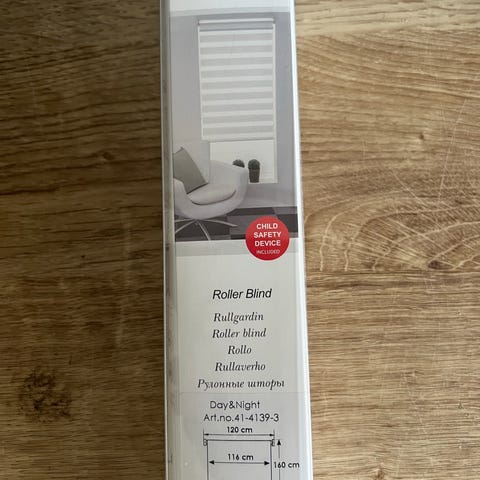 CHILD
SAFETY
DEVICE
INCLUDED
Roller Blind
Rullgardin
Roller blind
Rollo
Rullaverho
Рулонные шторы
Day&Night
Art.no.41-4139-3
120 cm
116 cm
160 cm